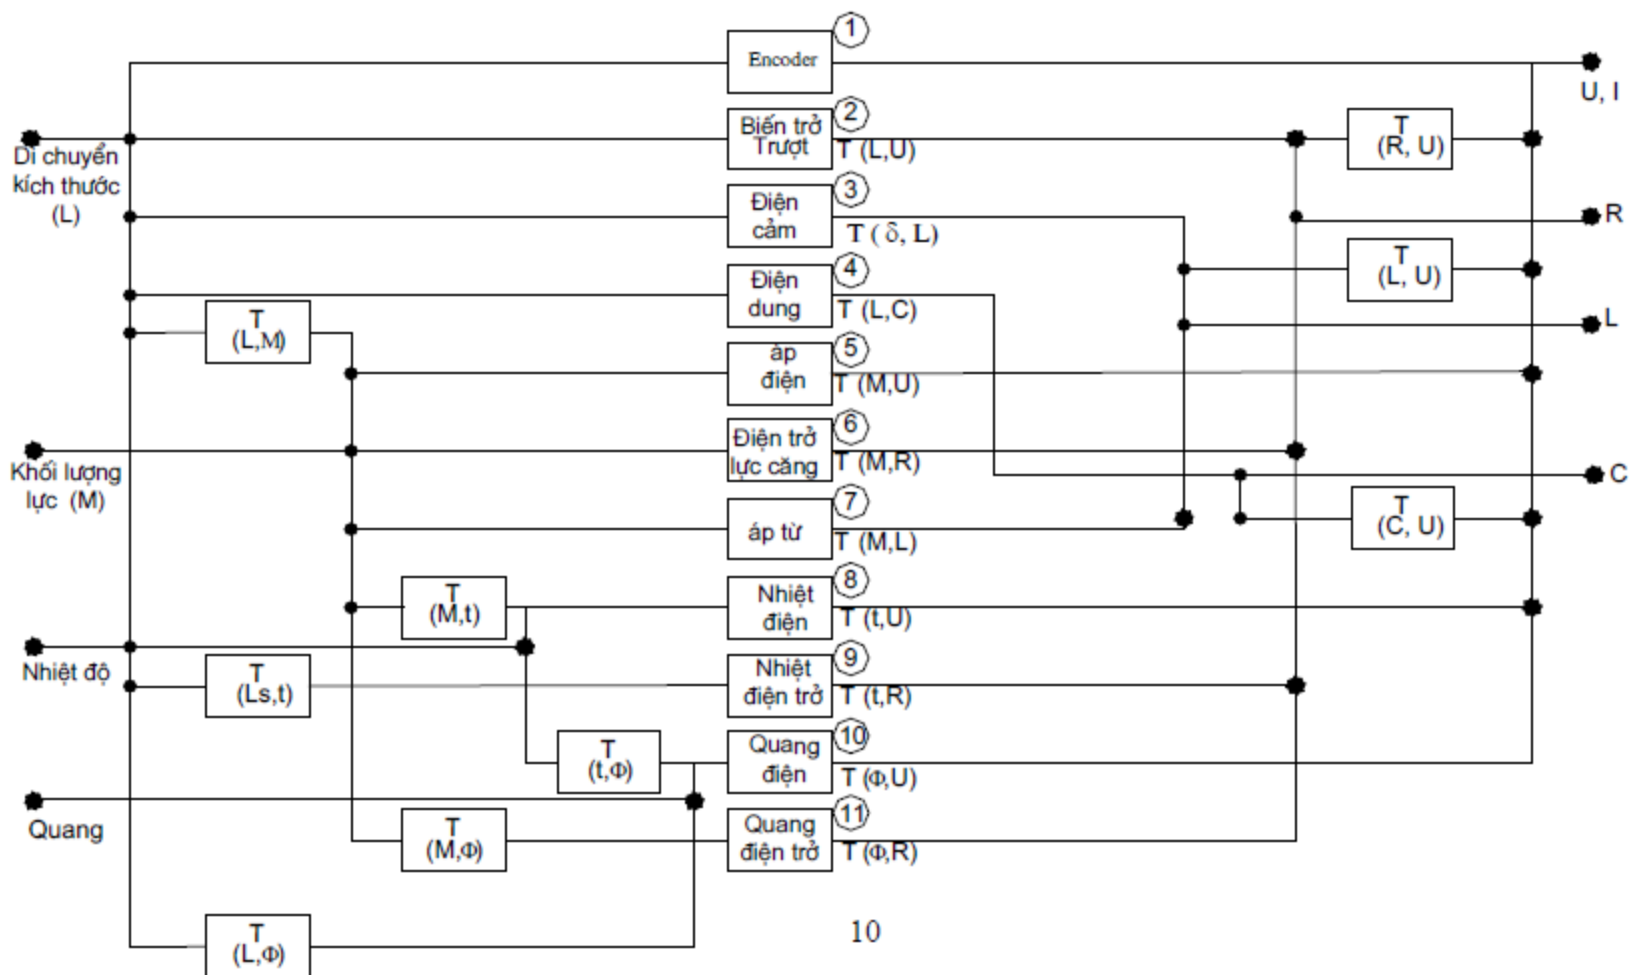 1
Encoder
U, I
2
Biến trở
Trượt
T (L,U)
T
(R, U)
Di chuyển
kích thước
(L)
3
Điện
cảm
T ( δ, L)
R
T
(L, U)
4
Điện
dung
T (L,C)
L
T
(L,M)
5
áp
điện
T (M,U)
6
Điện trở
lực căng
T (M,R)
Khối lượng
lực (M)
C
7
áp từ
T (M,L)
T
(C, U)
8
Nhiệt
điện
T (t,U)
T
(M,t)
Nhiệt độ
T
(Ls,t)
9
Nhiệt
điện trở
T (t,R)
10
Quang
điện
T (Φ,U)
T
(t,Φ)
Quang
11
Quang
điện trở
T (Φ,R)
T
(M,Φ)
T
(L,Φ)
10